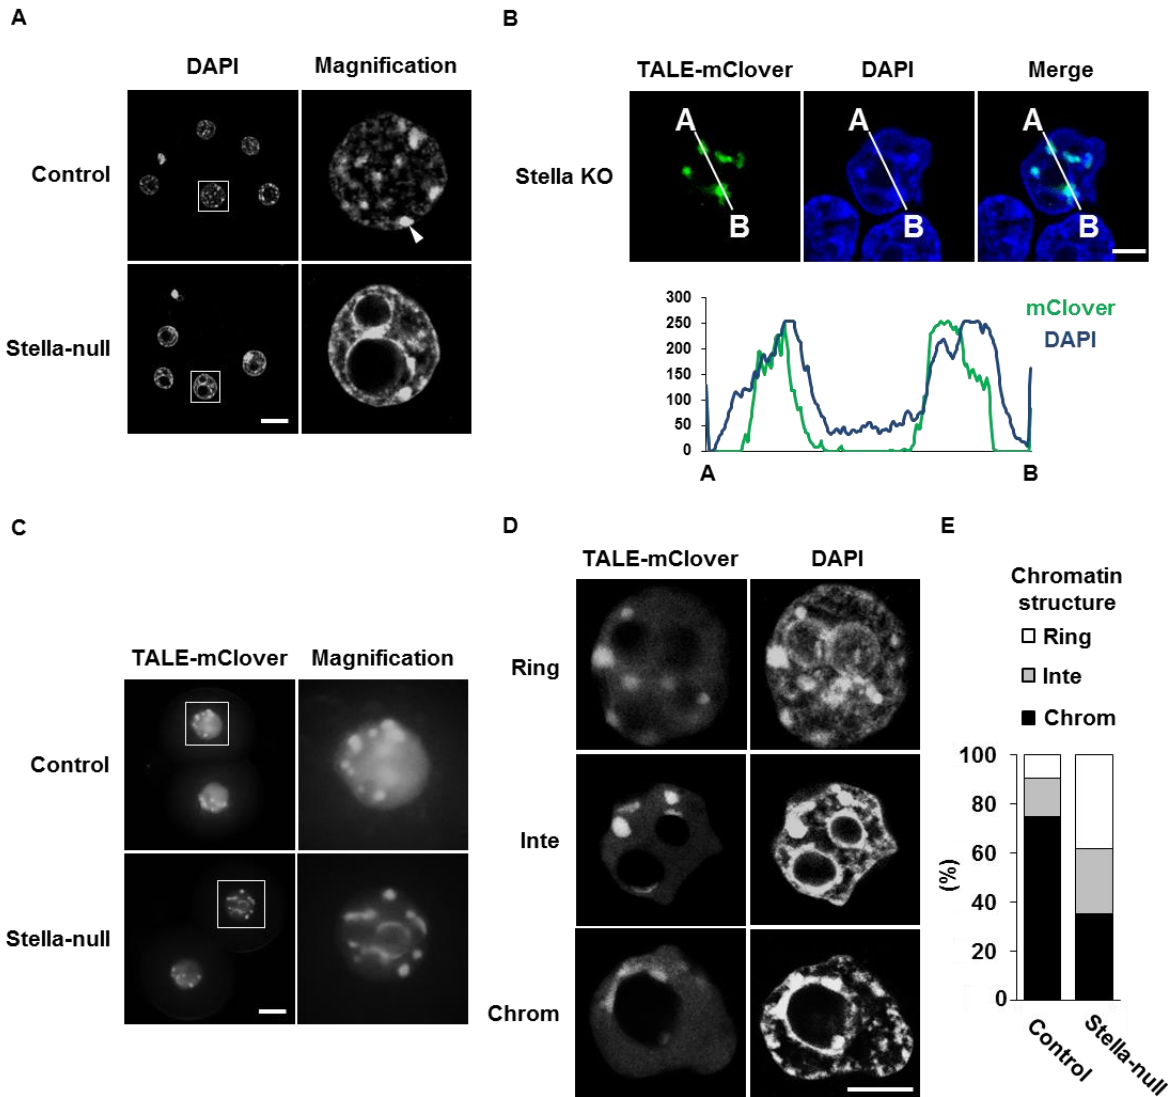 A
DAPI Magnification
Control
Stella-null
B
TALE-mClover DAPI Merge
A A A
Stella KO
B B B
300
250
200
150
100
50
0
mClover
DAPI
A B
C
TALE-mClover Magnification
Control
Stella-null
D
TALE-mClover DAPI
Ring
Inte
Chrom
E
Chromatin
structure
Ring
Inte
Chrom
100
80
60
40
20
0
(%)
Control
Stella-null